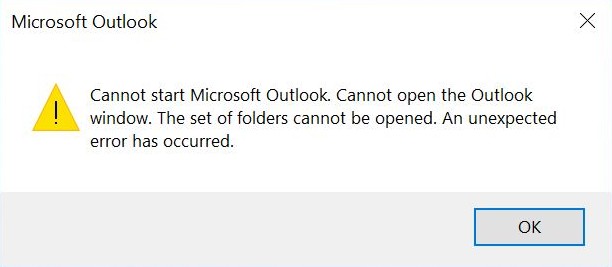 Microsoft Outlook
Cannot start Microsoft Outlook. Cannot open the Outlook
window. The set of folders cannot be opened. An unexpected
error has occurred.
OK